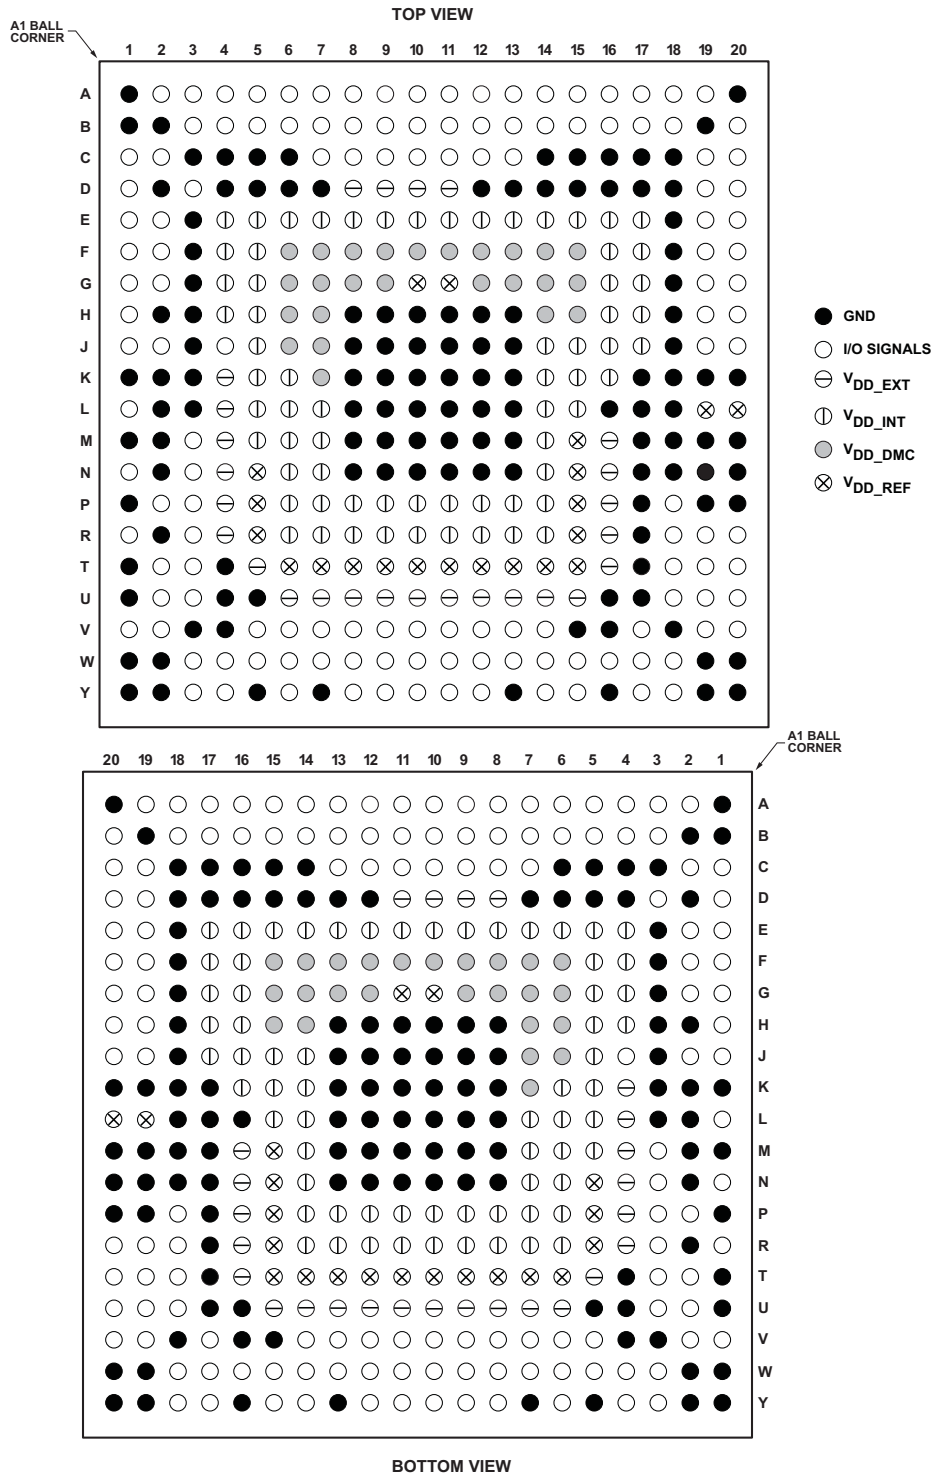 TOP VIEW
A1 BALL
CORNER
1 2 3 4 5 6 7 8 9 10 11 12 13 14 15 16 17 18 19 20
A
B
C
D
E
F
G
H
J
K
L
M
N
P
R
T
U
V
W
Y
GND
I/O SIGNALS
VDD_EXT
VDD_INT
VDD_DMC
VDD_REF
A1 BALL
CORNER
20 19 18 17 16 15 14 13 12 11 10 9 8 7 6 5 4 3 2 1
A
B
C
D
E
F
G
H
J
K
L
M
N
P
R
T
U
V
W
Y
BOTTOM VIEW